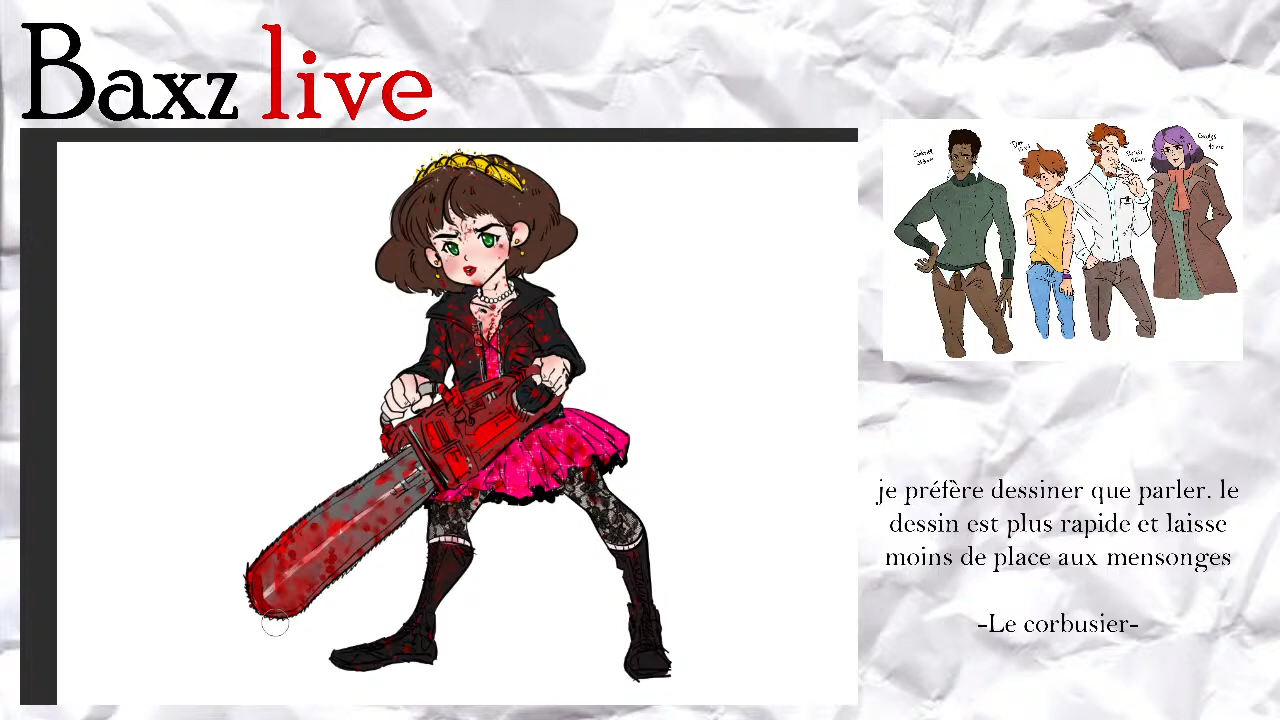 Baxz live
je préfère dessiner que parler. le
dessin est plus rapide et laisse
moins de place aux mensonges
-Le corbusier-